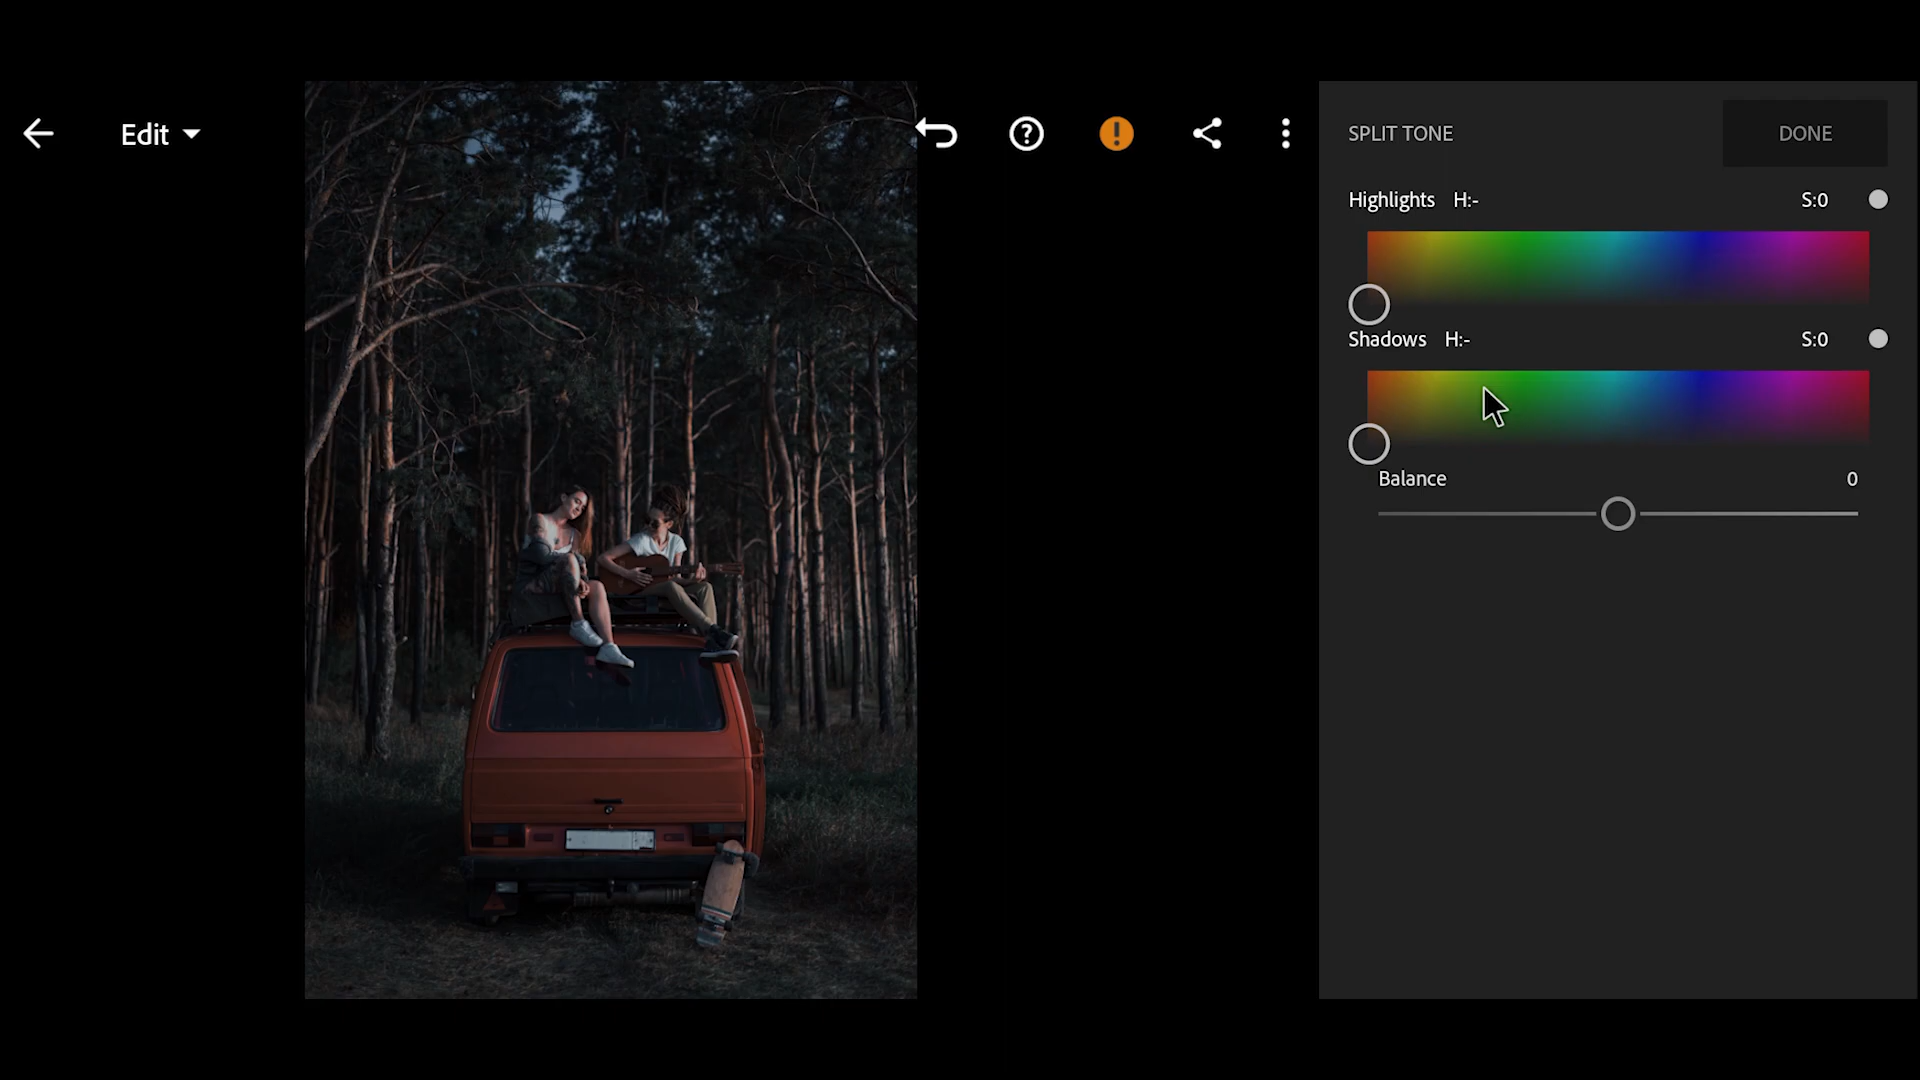 Edit
SPLIT TONE
DONE
Highlights H:- S:0
Shadows H:- S:0
Balance 0